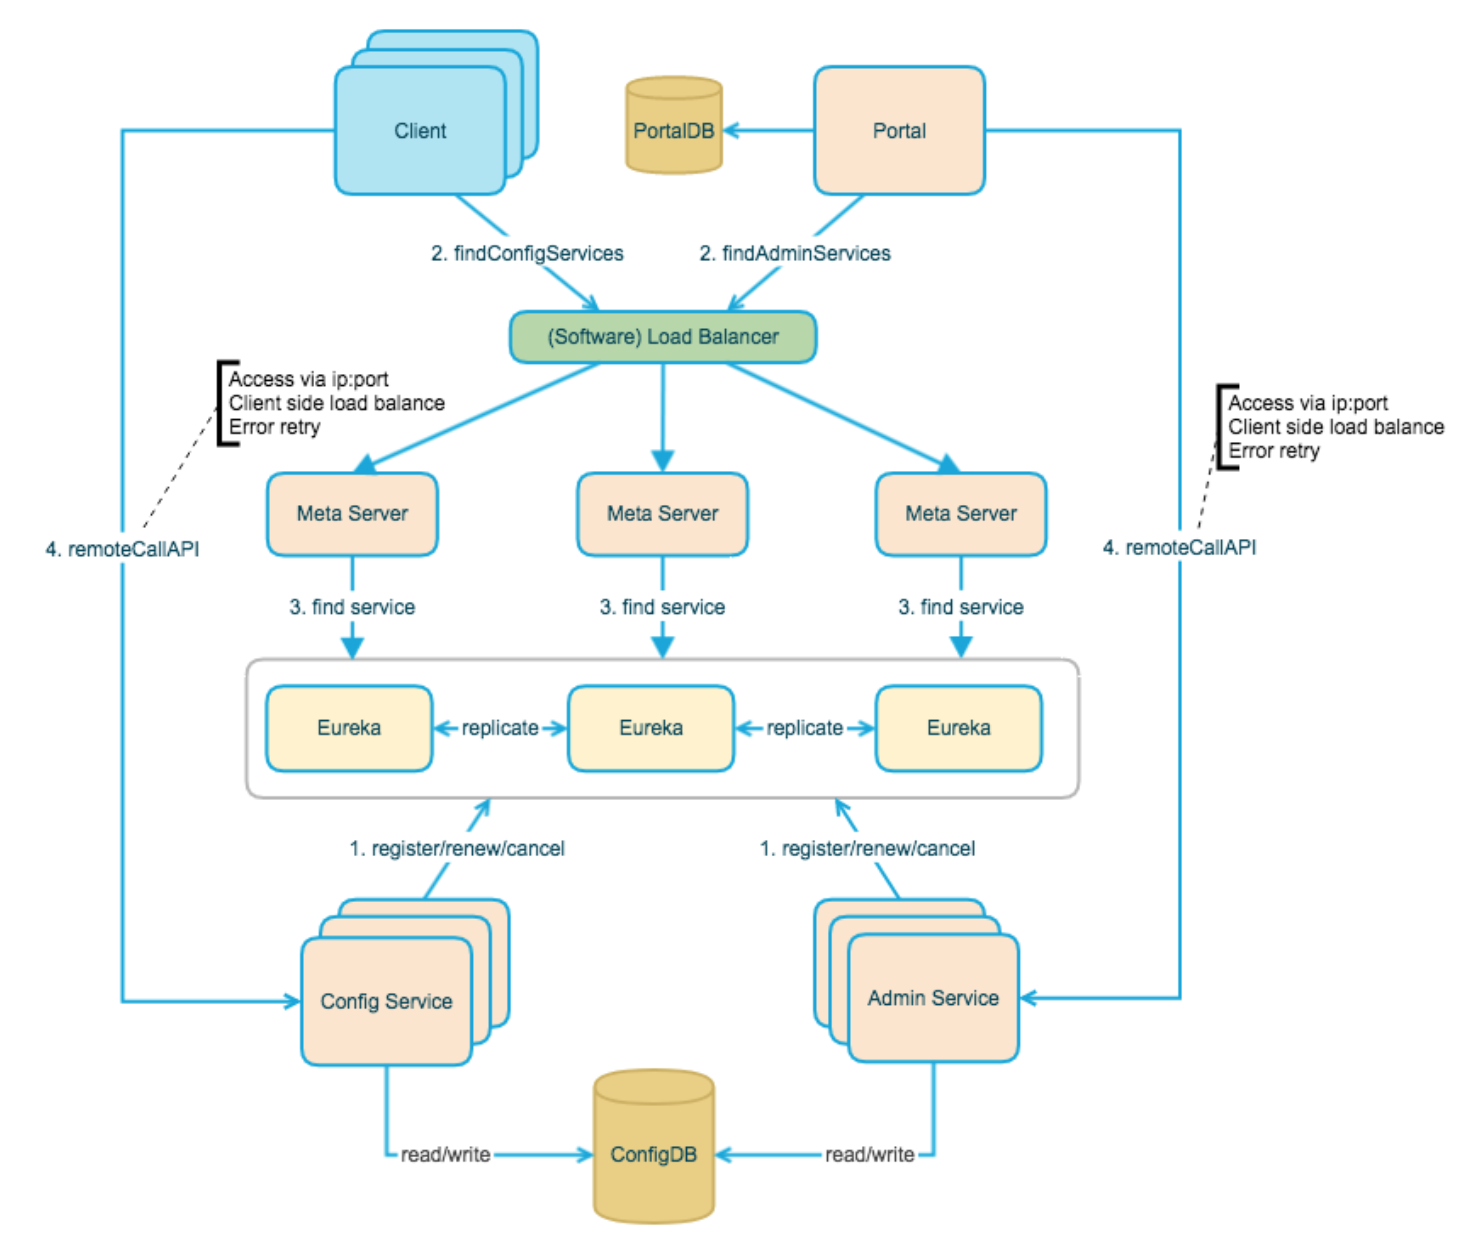 Client
PortalDB
Portal
2. findConfigServices
2. findAdminServices
(Software) Load Balancer
Access via ip:port
Client side load balance
Error retry
Access via ip:port
Client side load balance
Error retry
Meta Server
Meta Server
Meta Server
4. remoteCallAPI
4. remoteCallAPI
3. find service
3. find service
3. find service
Eureka
replicate
Eureka
replicate
Eureka
1. register/renew/cancel
1. register/renew/cancel
Config Service
Admin Service
read/write
ConfigDB
read/write